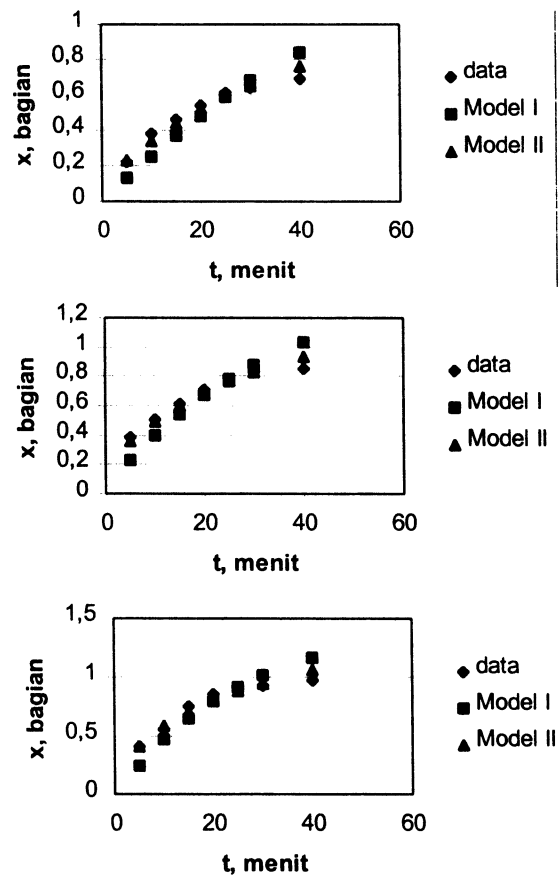 1
0,8
0,6
0,4
0,2
0
0 20 40 60
x, bagian
t, menit
data
Model I
Model II
1,2
1
0,8
0,6
0,4
0,2
0
0 20 40 60
x, bagian
t, menit
data
Model I
Model II
1,5
1
0,5
0
0 20 40 60
x, bagian
t, menit
data
Model I
Model II